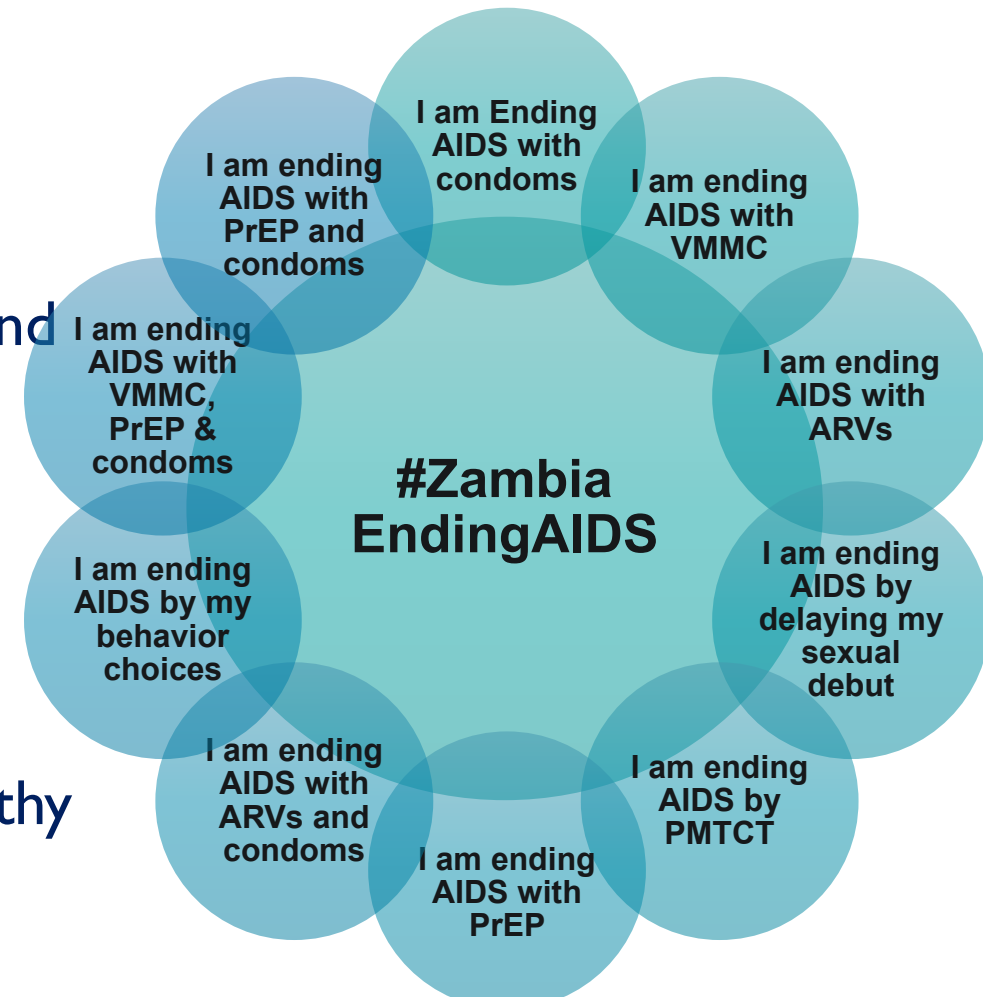 I am Ending
AIDS with
condoms
I am ending
AIDS with
VMMC
I am ending
AIDS with
ARVs
I am ending
AIDS by
delaying my
sexual
debut
I am ending
AIDS by
PMTCT
I am ending
AIDS with
PrEP
I am ending
AIDS with
ARVs and
condoms
I am ending
AIDS by my
behavior
choices
I am ending
AIDS with
VMMC,
PrEP &
condoms
I am ending
AIDS with
PrEP and
condoms
#Zambia
EndingAIDS
nd
thy